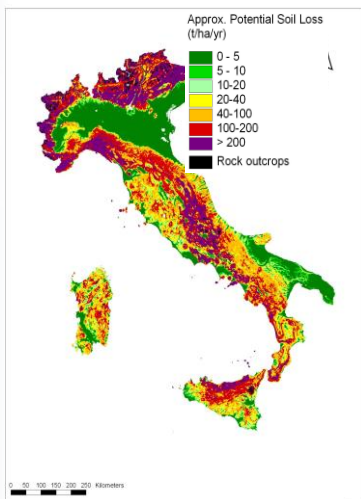 Approx. Potential Soil Loss
(t/ha/yr)
0 - 5
5 - 10
10-20
20-40
40-100
100-200
> 200
Rock outcrops
0 50 100 150 200 250 Kilometers